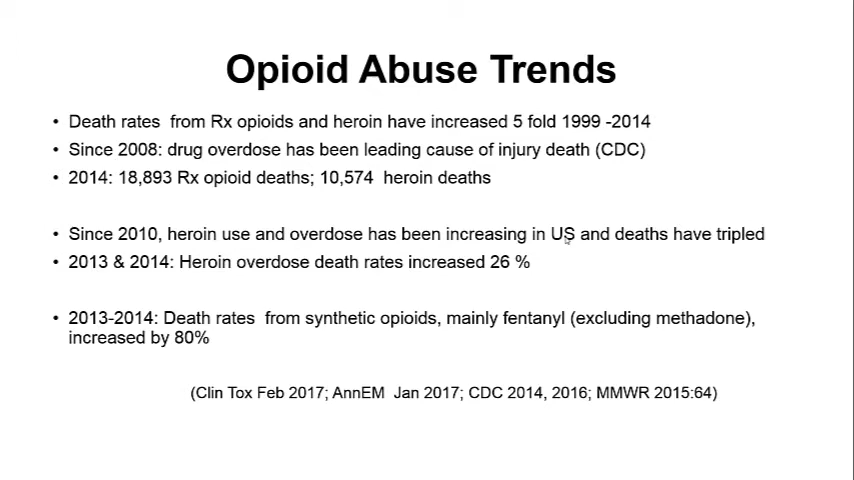 Opioid Abuse Trends
• Death rates from Rx opioids and heroin have increased 5 fold 1999 -2014
• Since 2008: drug overdose has been leading cause of injury death (CDC)
• 2014: 18,893 Rx opioid deaths; 10,574 heroin deaths
• Since 2010, heroin use and overdose has been increasing in US and deaths have tripled
• 2013 & 2014: Heroin overdose death rates increased 26 %
• 2013-2014: Death rates from synthetic opioids, mainly fentanyl (excluding methadone),
increased by 80%
(Clin Tox Feb 2017; AnnEM Jan 2017; CDC 2014, 2016; MMWR 2015:64)